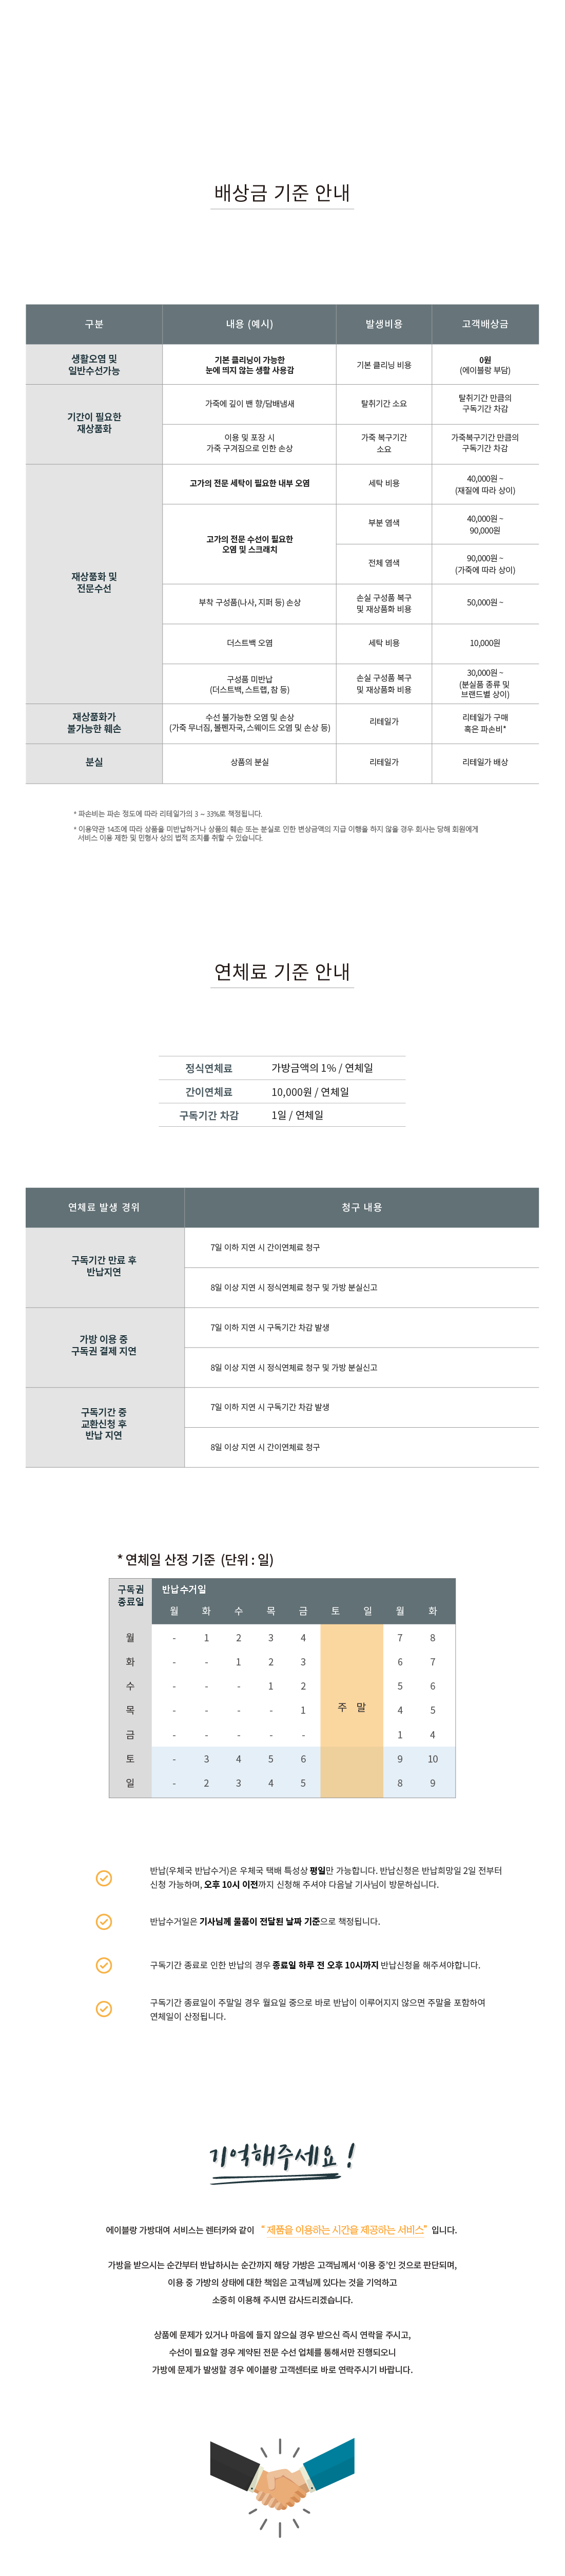 배상금 기준 안내
구분
내용 (예시)
발생비용
고객배상금
생활오염 및
일반수선가능
기본 클리닝이 가능한
눈에 띄지 않는 생활 사용감
기본 클리닝 비용
0원
(에이블랑 부담)
기간이 필요한
재상품화
가죽에 깊이 밴 향/담배냄새
탈취기간 소요
탈취기간 만큼의
구독기간 차감
이용 및 포장 시
가죽 구겨짐으로 인한 손상
가죽 복구기간
소요
가죽복구기간 만큼의
구독기간 차감
재상품화 및
전문수선
고가의 전문 세탁이 필요한 내부 오염
세탁 비용
40,000원 ~
(재질에 따라 상이)
고가의 전문 수선이 필요한
오염 및 스크래치
부분 염색
40,000원 ~
90,000원
전체 염색
90,000원 ~
(가죽에 따라 상이)
부착 구성품(나사, 지퍼 등) 손상
손실 구성품 복구
및 재상품화 비용
50,000원 ~
더스트백 오염
세탁 비용
10,000원
구성품 미반납
(더스트백, 스트랩, 참 등)
손실 구성품 복구
및 재상품화 비용
30,000원 ~
(분실품 종류 및
브랜드별 상이)
재상품화가
불가능한 훼손
수선 불가능한 오염 및 손상
(가죽 무너짐, 볼펜자국, 스웨이드 오염 및 손상 등)
리테일가
리테일가 구매
혹은 파손비*
분실
상품의 분실
리테일가
리테일가 배상
* 파손비는 파손 정도에 따라 리테일가의 3 ~ 33%로 책정됩니다.
* 이용약관 14조에 따라 상품을 미반납하거나 상품의 훼손 또는 분실로 인한 변상금액의 지급 이행을 하지 않을 경우 회사는 당해 회원에게
서비스 이용 제한 및 민형사 상의 법적 조치를 취할 수 있습니다.
연체료 기준 안내
정식연체료 가방금액의 1% / 연체일
간이연체료 10,000원 / 연체일
구독기간 차감 1일 / 연체일
연체료 발생 경위
청구 내용
구독기간 만료 후
반납지연
7일 이하 지연 시 간이연체료 청구
8일 이상 지연 시 정식연체료 청구 및 가방 분실신고
가방 이용 중
구독권 결제 지연
7일 이하 지연 시 구독기간 차감 발생
8일 이상 지연 시 정식연체료 청구 및 가방 분실신고
구독기간 중
교환신청 후
반납 지연
7일 이하 지연 시 구독기간 차감 발생
8일 이상 지연 시 간이연체료 청구
* 연체일 산정 기준 (단위 : 일)
구독권
종료일
반납수거일
월 화 수 목 금 토 일 월 화
월 - 1 2 3 4 7 8
화 - - 1 2 3 6 7
수 - - - 1 2 5 6
목 - - - - 1 4 5
금 - - - - - 1 4
토 - 3 4 5 6 9 10
일 - 2 3 4 5 8 9
주 말
반납(우체국 반납수거)은 우체국 택배 특성상 평일만 가능합니다. 반납신청은 반납희망일 2일 전부터
신청 가능하며, 오후 10시 이전까지 신청해 주셔야 다음날 기사님이 방문하십니다.
반납수거일은 기사님께 물품이 전달된 날짜 기준으로 책정됩니다.
구독기간 종료로 인한 반납의 경우 종료일 하루 전 오후 10시까지 반납신청을 해주셔야합니다.
구독기간 종료일이 주말일 경우 월요일 중으로 바로 반납이 이루어지지 않으면 주말을 포함하여
연체일이 산정됩니다.
기억해주세요!
에이블랑 가방대여 서비스는 렌터카와 같이 “ 제품을 이용하는 시간을 제공하는 서비스” 입니다.
가방을 받으시는 순간부터 반납하시는 순간까지 해당 가방은 고객님께서 ‘이용 중’인 것으로 판단되며,
이용 중 가방의 상태에 대한 책임은 고객님께 있다는 것을 기억하고
소중히 이용해 주시면 감사드리겠습니다.
상품에 문제가 있거나 마음에 들지 않으실 경우 받으신 즉시 연락을 주시고,
수선이 필요할 경우 계약된 전문 수선 업체를 통해서만 진행되오니
가방에 문제가 발생할 경우 에이블랑 고객센터로 바로 연락주시기 바랍니다.